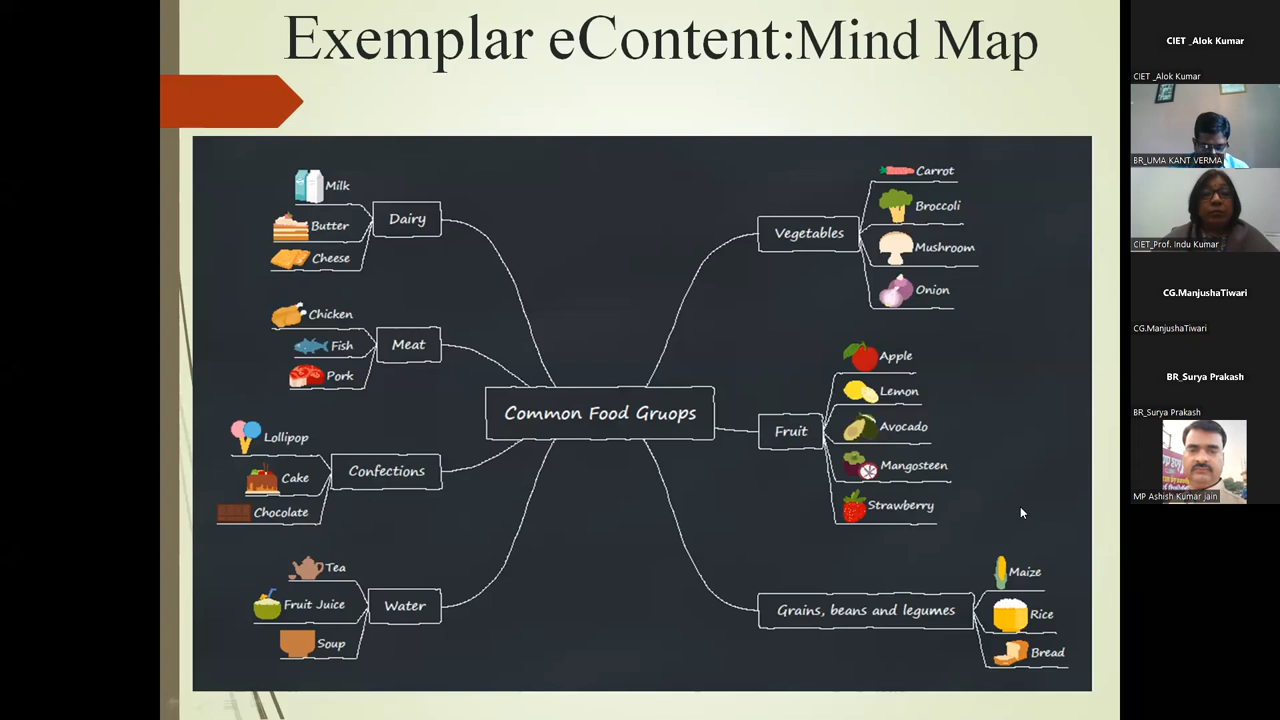 Exemplar eContent:Mind Map
Milk
Butter
Cheese
Dairy
Chicken
Fish
Pork
Meat
Lollipop
Cake
Chocolate
Confections
Tea
Fruit Juice
Soup
Water
Common Food Gruops
Vegetables
Carrot
Broccoli
Mushroom
Onion
Fruit
Apple
Lemon
Avocado
Mangosteen
Strawberry
Grains, beans and legumes
Maize
Rice
Bread
CIET _Alok Kumar
CIET _Alok Kumar
BR_UMA KANT VERMA
CIET_Prof. Indu Kumar
CG.ManjushaTiwari
CG.ManjushaTiwari
BR_Surya Prakash
BR_Surya Prakash
MP Ashish Kumar jain